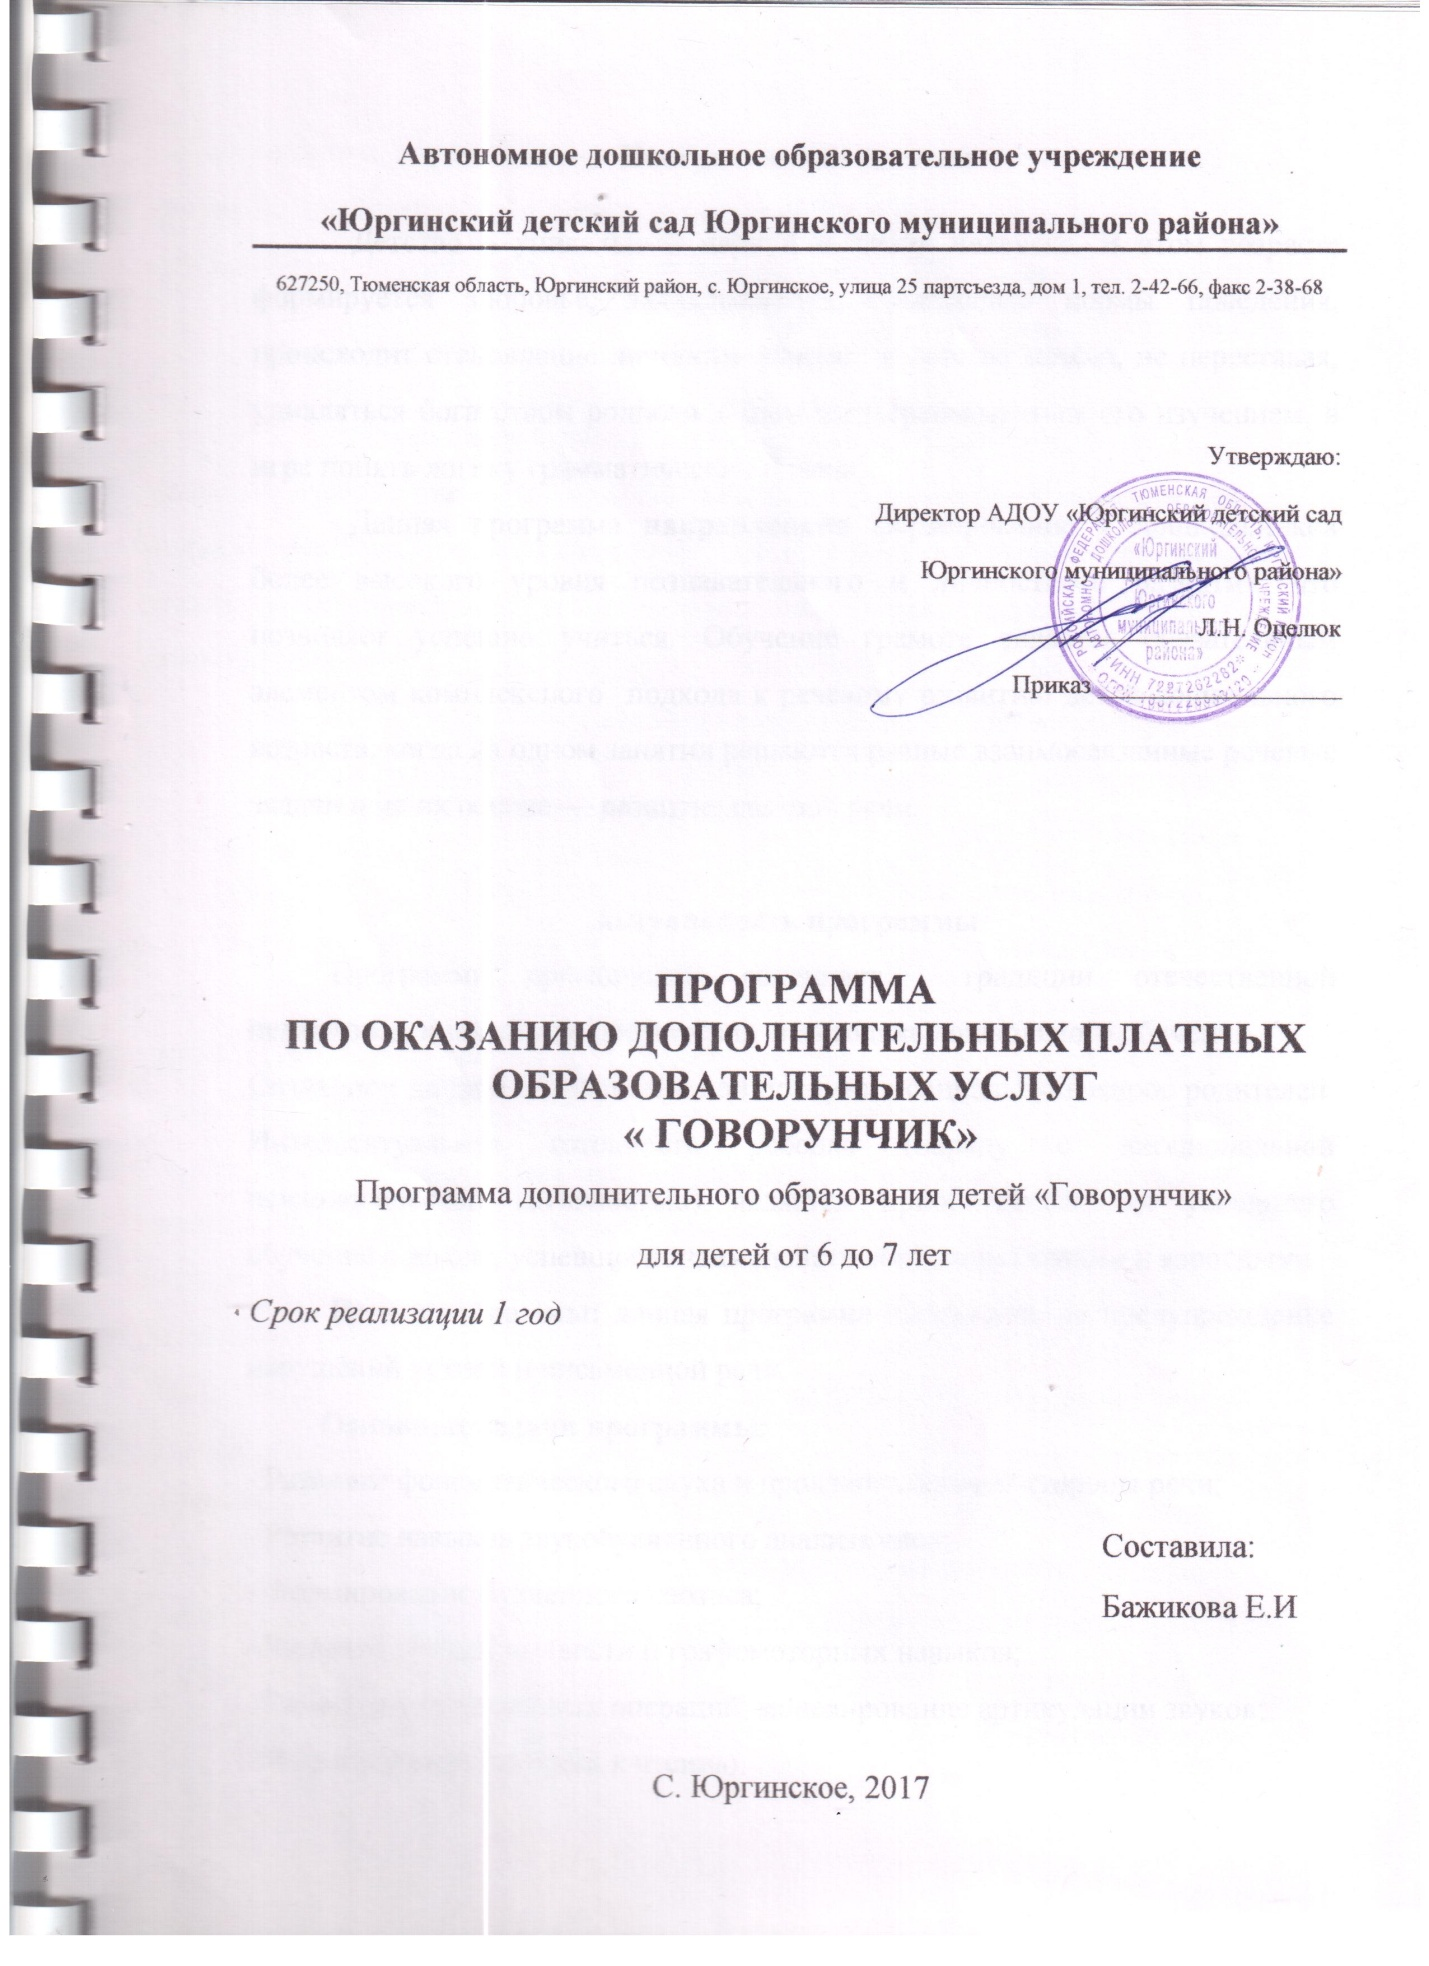 Автономное дошкольное образовательное учреждение
«Юргинский детский сад Юргинского муниципального района»
627250, Тюменская область, Юргинский район, с. Юргинское, улица 25 партсъезда, дом 1, тел. 2-42-66, факс 2-38-68
Утверждаю:
Директор АДОУ «Юргинский детский сад
Юргинского муниципального района»
Л.Н. Оцелюк
Приказ
«Юргинский
Юргинского
района»
ПРОГРАММА
ПО ОКАЗАНИЮ ДОПОЛНИТЕЛЬНЫХ ПЛАТНЫХ
ОБРАЗОВАТЕЛЬНЫХ УСЛУГ
« ГОВОРУНЧИК»
Программа дополнительного образования детей «Говорунчик»
для детей от 6 до 7 лет
Срок реализации 1 год
Составила:
Бажикова Е.И
С. Юргинское, 2017